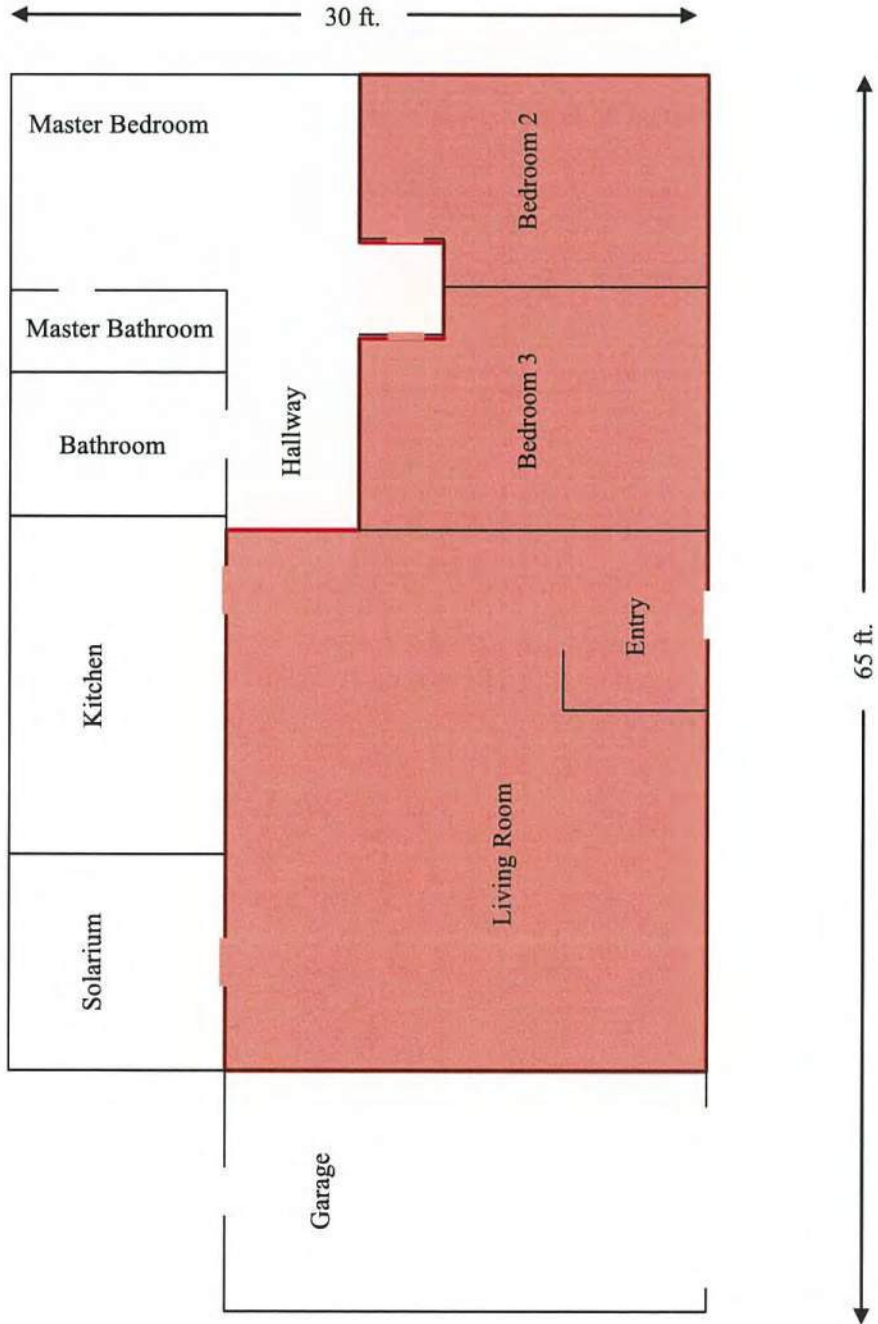 30 ft.
Master Bedroom
Bedroom 2
Master Bathroom
Bathroom
Hallway
Bedroom 3
Kitchen
Entry
65 ft.
Living Room
Solarium
Garage